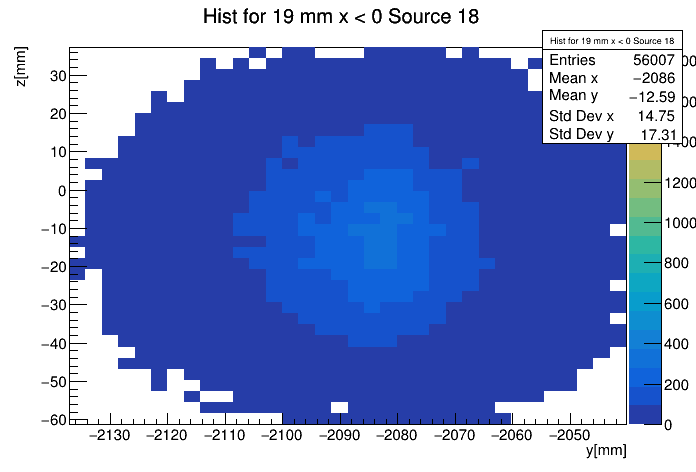 Hist for 19 mm x < 0 Source 18
Hist for 19 mm x < 0 Source 18
Entries 56007
Mean x −2086
Mean y −12.59
Std Dev x 14.75
Std Dev y 17.31
z[mm]
30
20
10
0
−10
−20
−30
−40
−50
−60
−2130 −2120 −2110 −2100 −2090 −2080 −2070 −2060 −2050
y[mm]
1200
1000
800
600
400
200
0